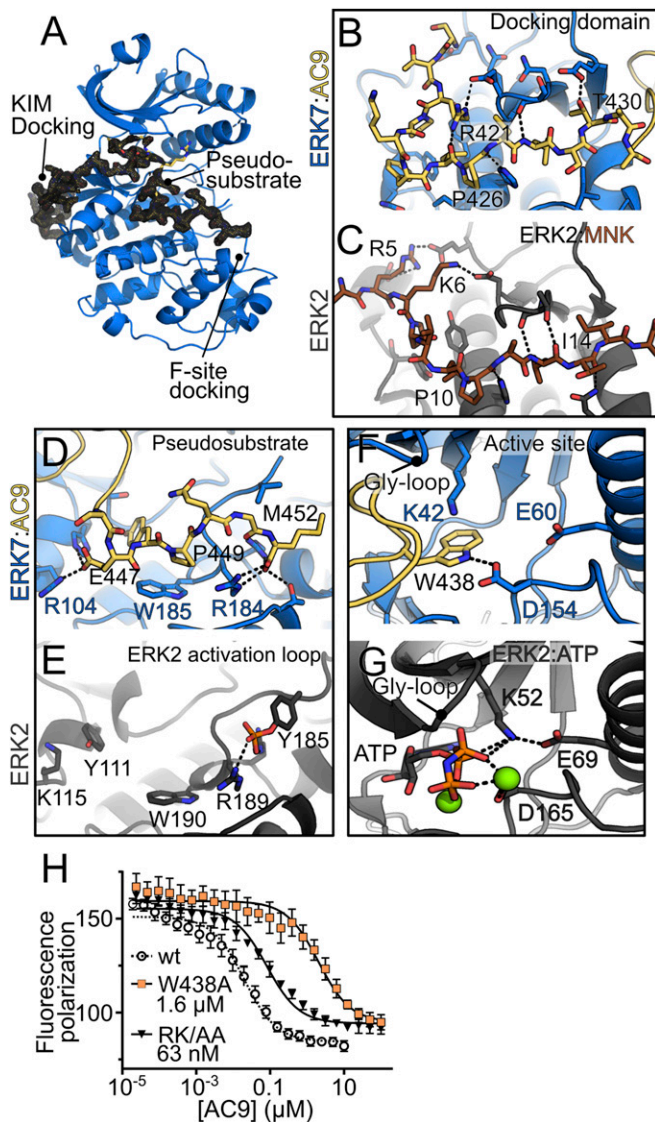 A
KIM
Docking
Pseudo-
substrate
F-site
docking
B
Docking domain
ERK7:AC9
R421
T430
P426
C
ERK2:MNK
ERK2
R5
K6
I14
P10
D
Pseudosubstrate
ERK7:AC9
M452
P449
E447
R104
W185
R184
E
ERK2 activation loop
ERK2
Y111
Y185
K115
W190
R189
F
Active site
Gly-loop
K42
E60
W438
D154
G
ERK2:ATP
Gly-loop
K52
ATP
E69
D165
H
Fluorescence
polarization
150
100
wt
W438A
1.6 µM
RK/AA
63 nM
10-5
10-3
0.1
10
[AC9] (µM)